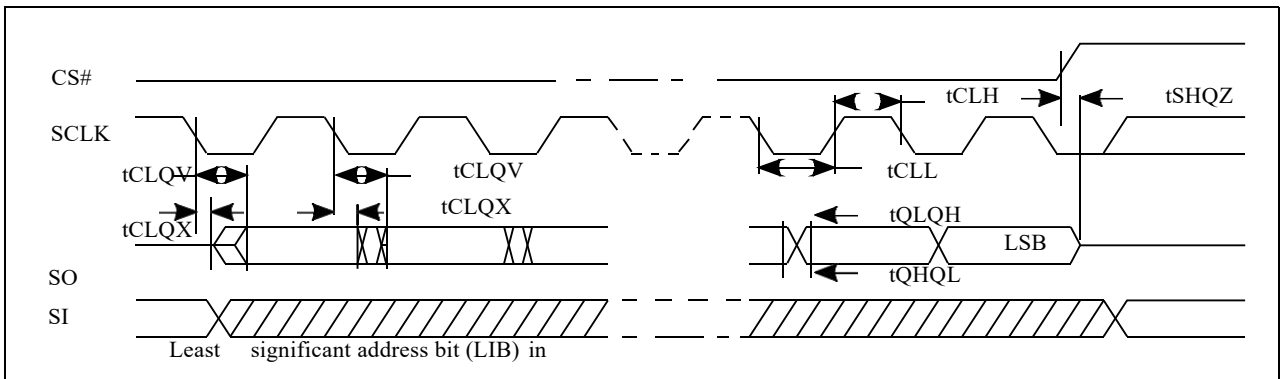 CS#
tCLH
tSHQZ
SCLK
tCLQV
tCLQV
tCLL
tCLQX
tCLQX
tQLQH
LSB
SO
tQHQL
SI
Least significant address bit (LIB) in